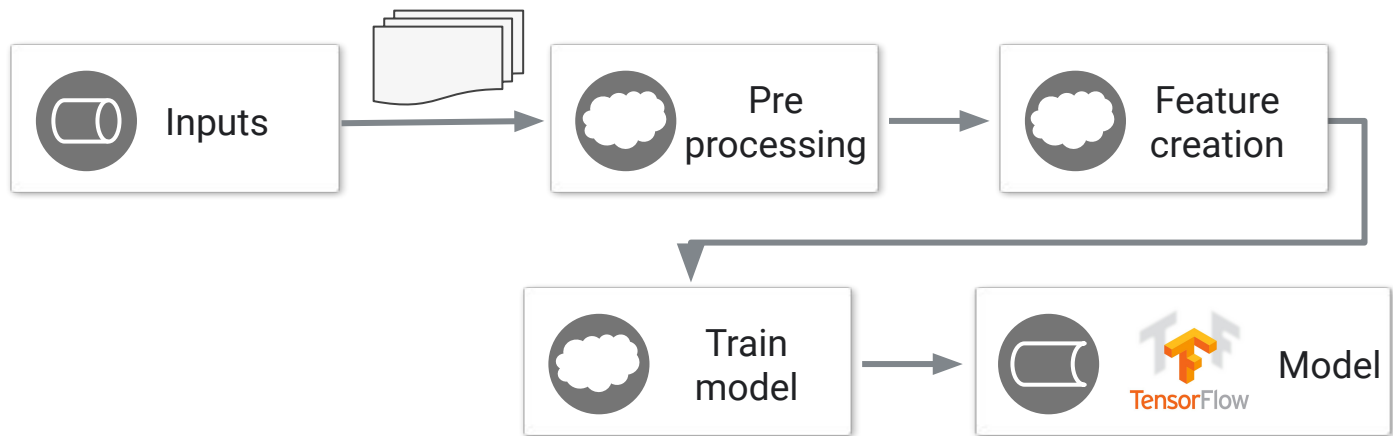 Inputs
Pre
processing
Feature
creation
Train
model
TensorFlow
Model